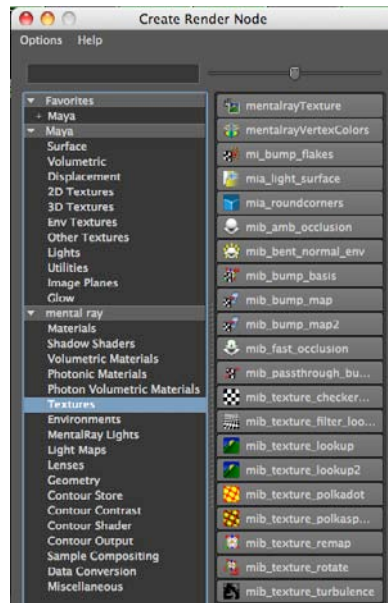 Create Render Node
Options Help
Favorites
+ Maya
Maya
Surface
Volumetric
Displacement
2D Textures
3D Textures
Env Textures
Other Textures
Lights
Utilities
Image Planes
Glow
mental ray
Materials
Shadow Shaders
Volumetric Materials
Photonic Materials
Photon Volumetric Materials
Textures
Environments
MentalRay Lights
Light Maps
Lenses
Geometry
Contour Store
Contour Contrast
Contour Shader
Contour Output
Sample Compositing
Data Conversion
Miscellaneous
mentalrayTexture
mentalrayVertexColors
mi_bump_flakes
mia_light_surface
mia_roundcorners
mib_amb_occlusion
mib_bent_normal_env
mib_bump_basis
mib_bump_map
mib_bump_map2
mib_fast_occlusion
mib_passthrough_bu...
mib_texture_checker...
mib_texture_filter_loo...
mib_texture_lookup
mib_texture_lookup2
mib_texture_polkadot
mib_texture_polkasp...
mib_texture_remap
mib_texture_rotate
mib_texture_turbulence